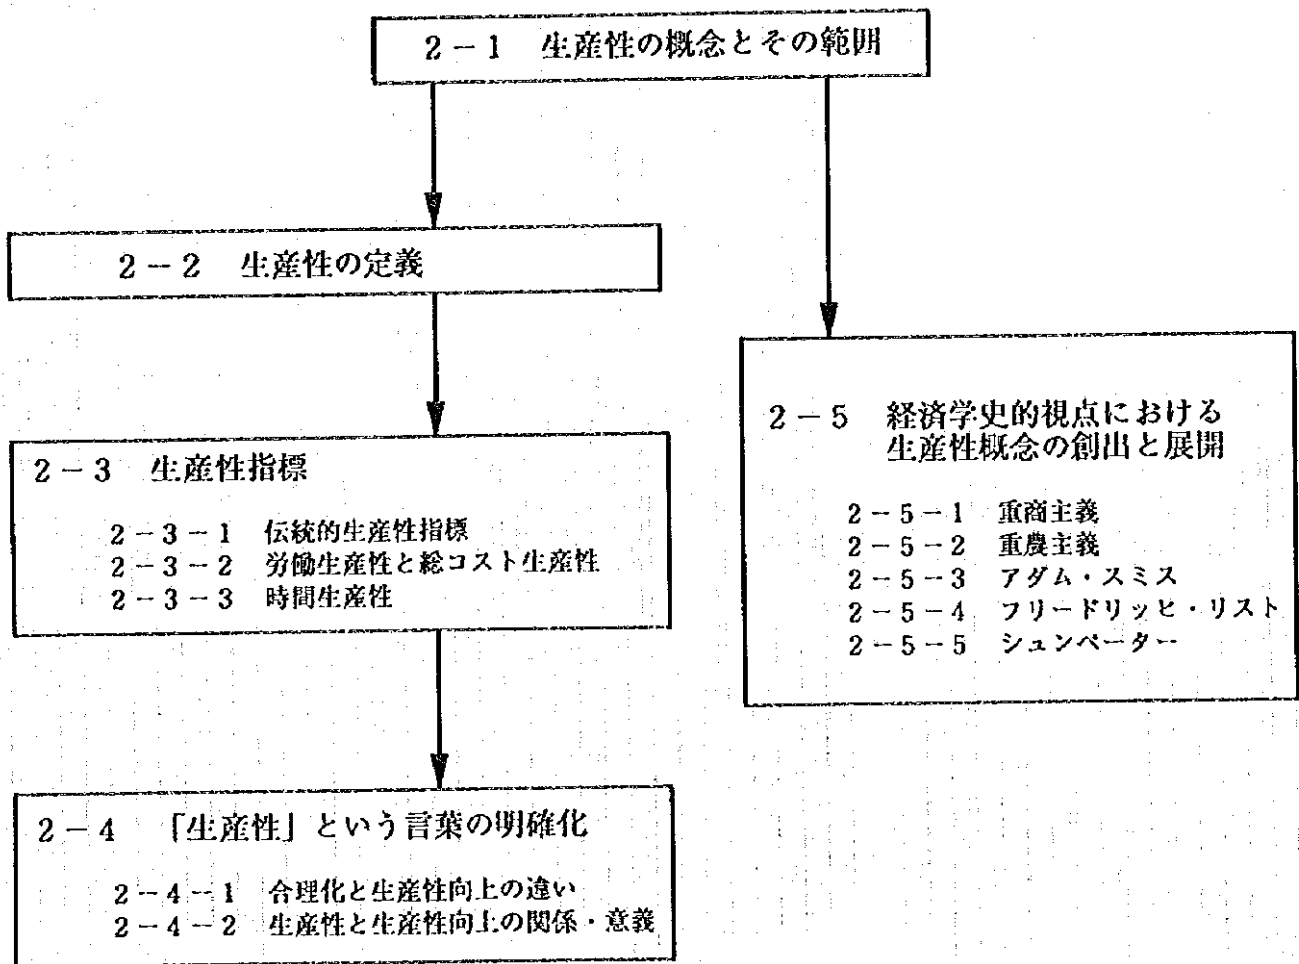 2－1　生産性の概念とその範囲
2－2　生産性の定義
2－3　生産性指標
2－3－1　伝統的生産性指標
2－3－2　労働生産性と総コスト生産性
2－3－3　時間生産性
2－4　「生産性」という言葉の明確化
2－4－1　合理化と生産性向上の違い
2－4－2　生産性と生産性向上の関係・意義
2－5　経済学史的視点における
生産性概念の創出と展開
2－5－1　重商主義
2－5－2　重農主義
2－5－3　アダム・スミス
2－5－4　フリードリッヒ・リスト
2－5－5　シュンペーター